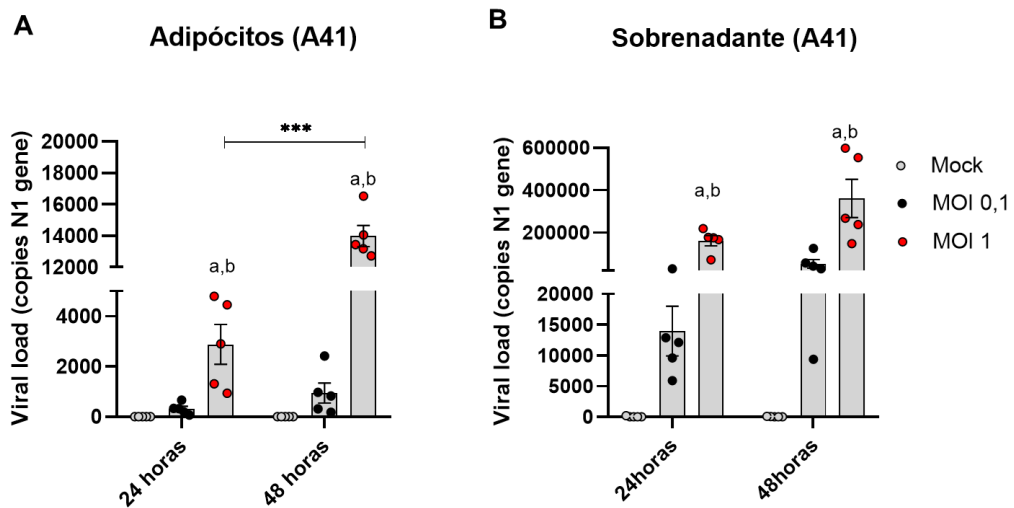 A
Adipócitos (A41)
Viral load (copies N1 gene)
20000
18000
16000
14000
12000
4000
2000
0
***
a,b
a,b
24 horas
48 horas
B
Sobrenadante (A41)
Viral load (copies N1 gene)
600000
400000
200000
20000
15000
10000
5000
0
a,b
a,b
24horas
48horas
Mock
MOI 0,1
MOI 1